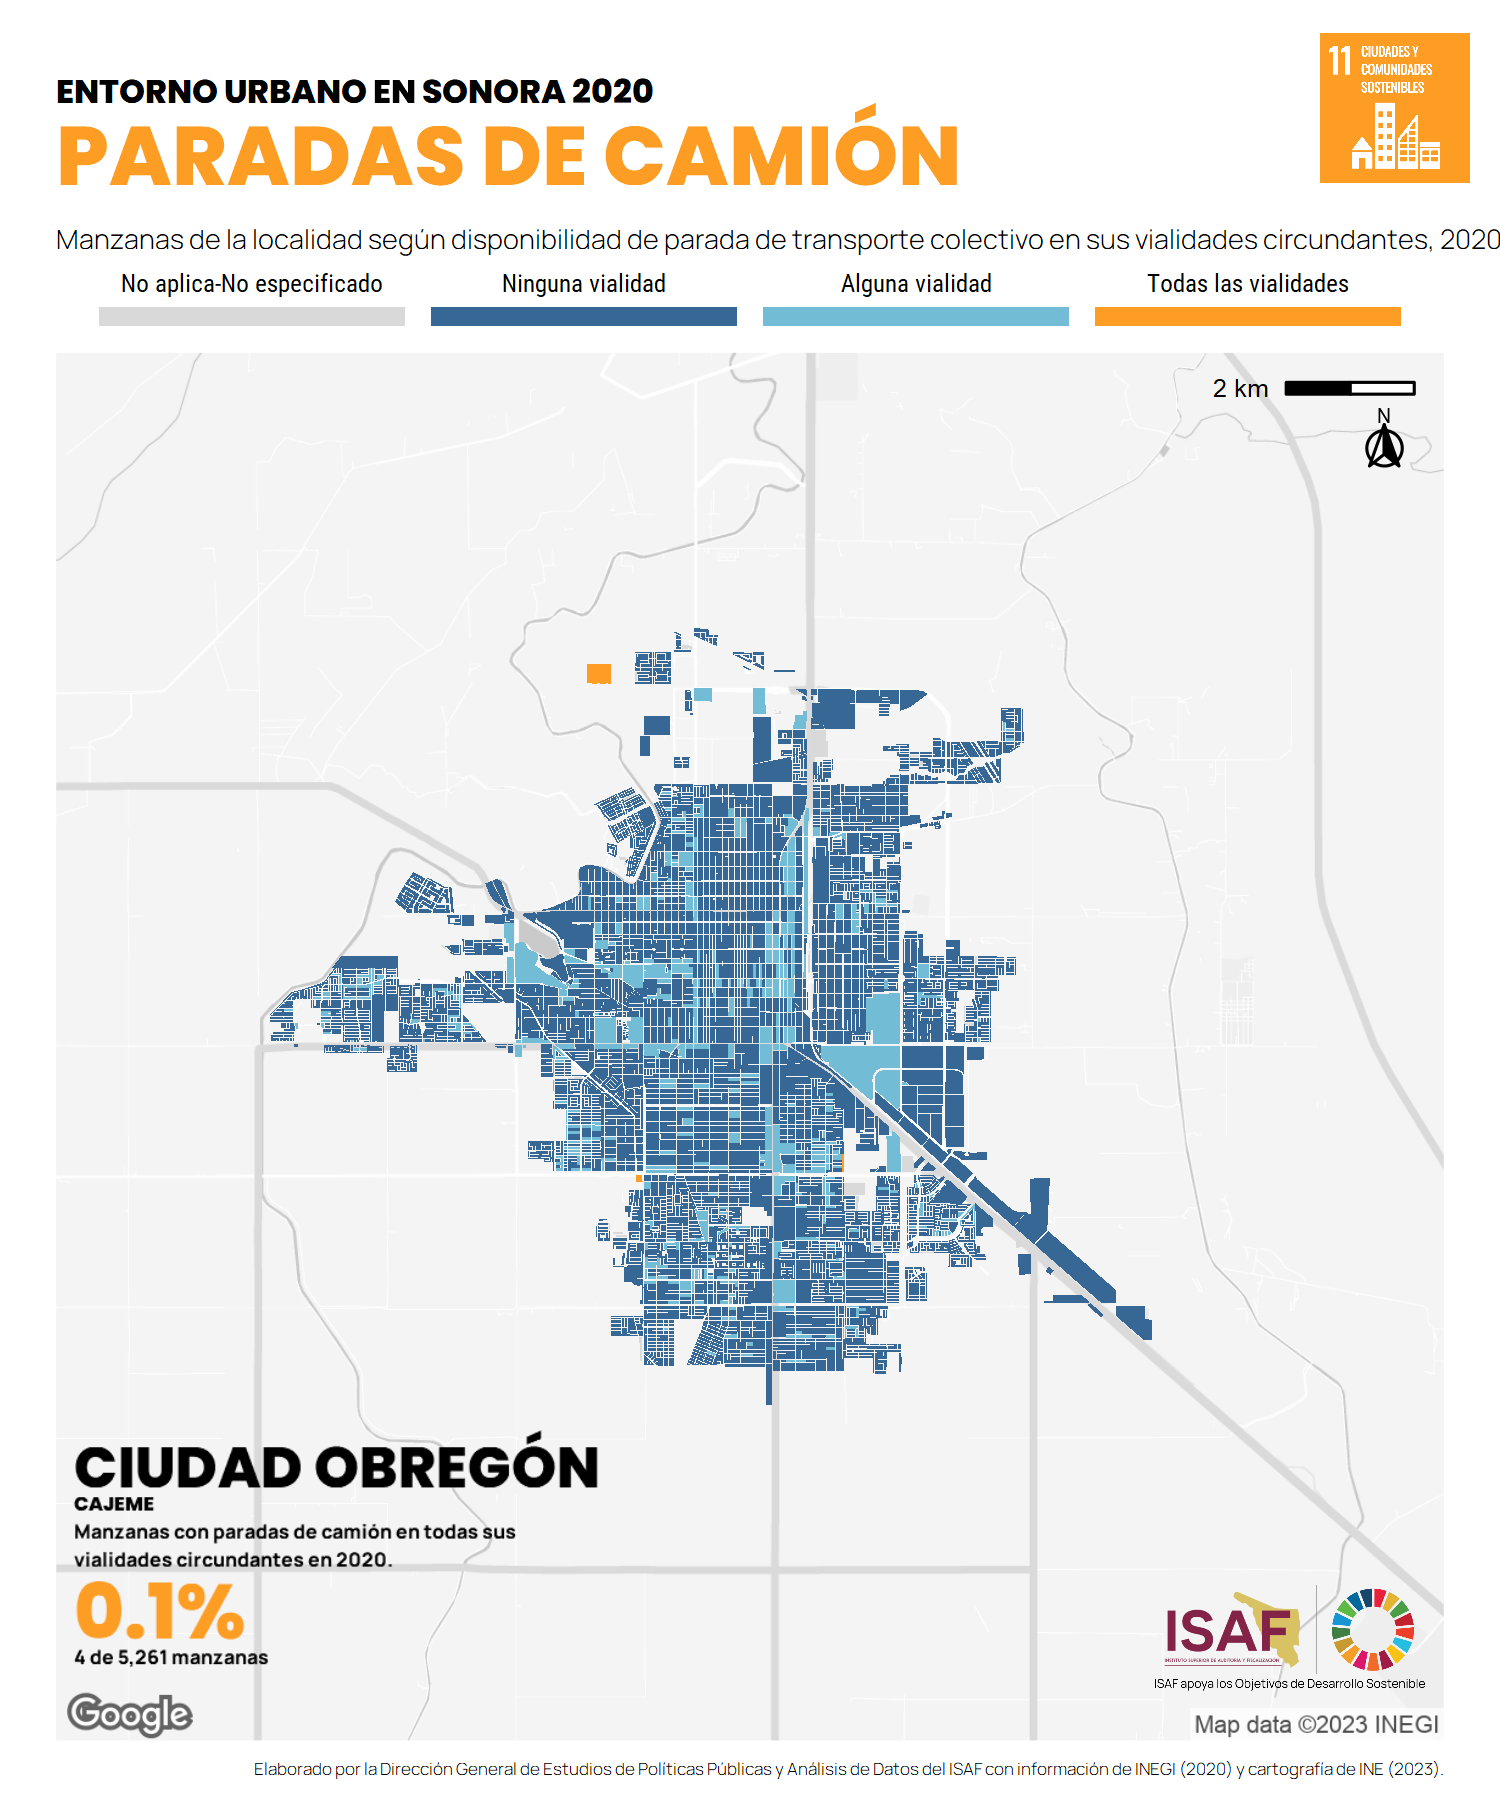 11 CIUDADES Y
COMUNIDADES
SOSTENIBLES
ENTORNO URBANO EN SONORA 2020
PARADAS DE CAMIÓN
Manzanas de la localidad según disponibilidad de parada de transporte colectivo en sus vialidades circundantes, 2020
No aplica-No especificado Ninguna vialidad Alguna vialidad Todas las vialidades
2 km
N
CIUDAD OBREGÓN
CAJEME
Manzanas con paradas de camión en todas sus
vialidades circundantes en 2020.
0.1%
4 de 5,261 manzanas
ISAF
INSTITUTO SUPERIOR DE AUDITORÍA Y FISCALIZACIÓN
ISAF apoya los Objetivos de Desarrollo Sostenible
Google
Map data ©2023 INEGI
Elaborado por la Dirección General de Estudios de Políticas Públicas y Análisis de Datos del ISAF con información de INEGI (2020) y cartografía de INE (2023).